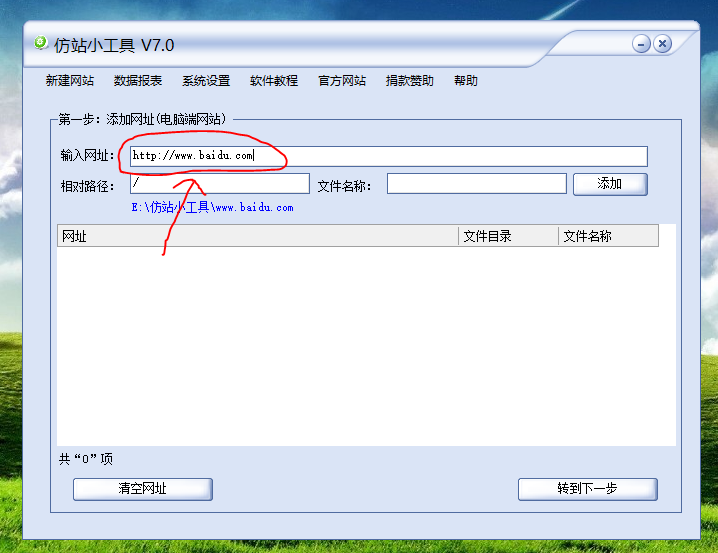 仿站小工具 V7.0
新建网站 数据报表 系统设置 软件教程 官方网站 捐款赞助 帮助
第一步：添加网址(电脑端网站)
输入网址： http://www.baidu.com
相对路径： / 文件名称： 添加
E:\仿站小工具\www.baidu.com
网址 文件目录 文件名称
共“0”项
清空网址 转到下一步